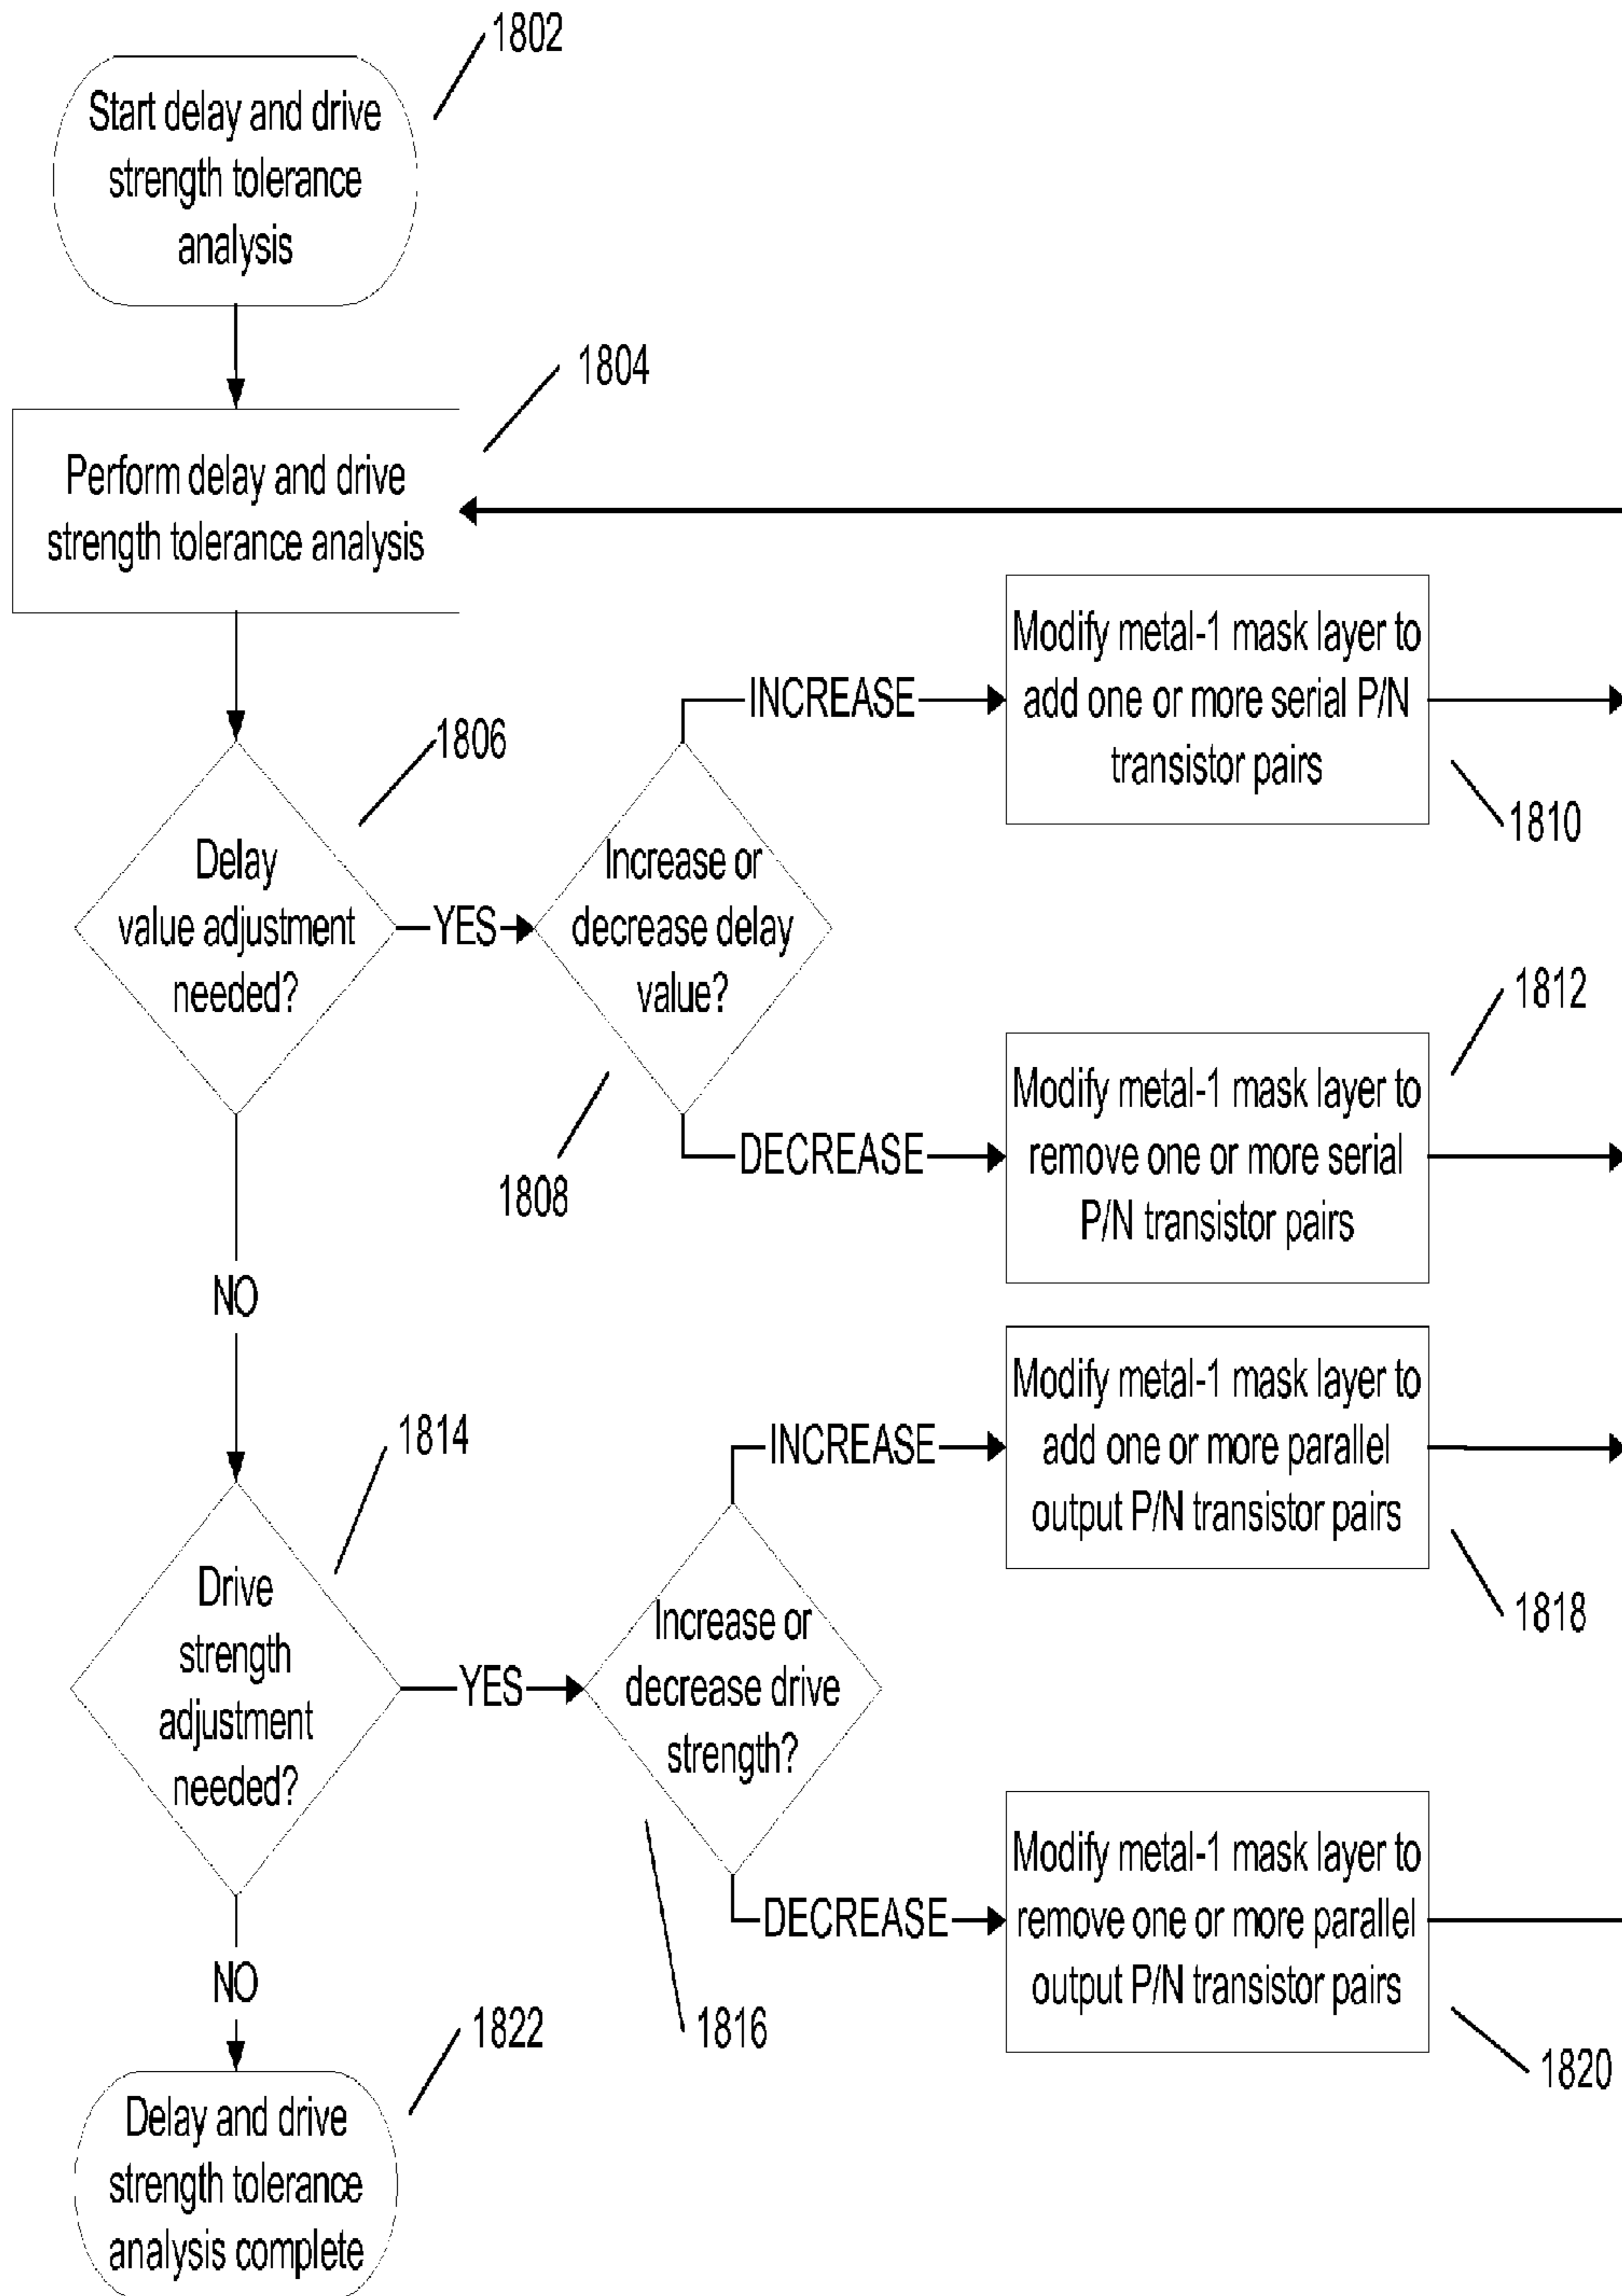 1802
Start delay and drive
strength tolerance
analysis
1804
Perform delay and drive
strength tolerance analysis
1806
Delay
value adjustment
needed?
YES
Increase or
decrease delay
value?
1808
INCREASE
Modify metal-1 mask layer to
add one or more serial P/N
transistor pairs
1810
DECREASE
Modify metal-1 mask layer to
remove one or more serial
P/N transistor pairs
1812
NO
1814
Drive
strength
adjustment
needed?
YES
Increase or
decrease drive
strength?
1816
INCREASE
Modify metal-1 mask layer to
add one or more parallel
output P/N transistor pairs
1818
DECREASE
Modify metal-1 mask layer to
remove one or more parallel
output P/N transistor pairs
1820
NO
1822
Delay and drive
strength tolerance
analysis complete